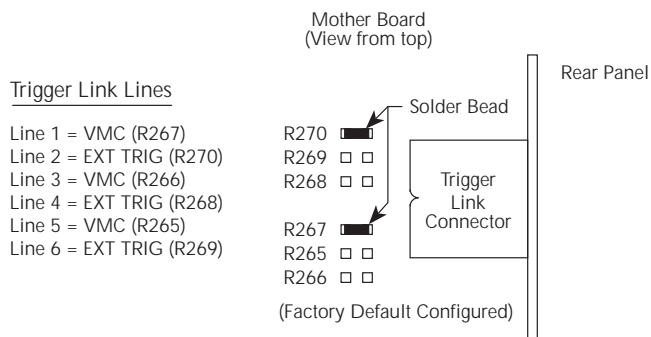 Mother Board
(View from top)
Rear Panel
Trigger Link Lines
Solder Bead
Line 1 = VMC (R267)
Line 2 = EXT TRIG (R270)
Line 3 = VMC (R266)
Line 4 = EXT TRIG (R268)
Line 5 = VMC (R265)
Line 6 = EXT TRIG (R269)
R270
R269
R268
R267
R265
R266
Trigger
Link
Connector
(Factory Default Configured)